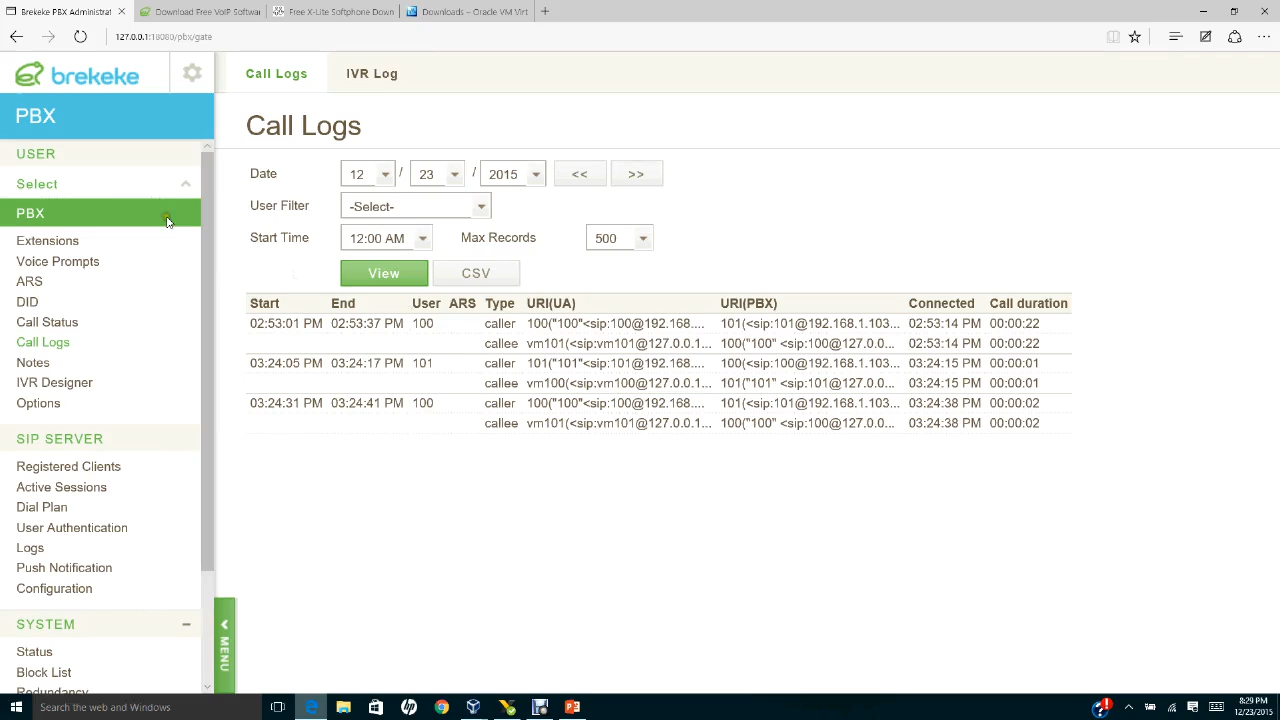 Brekeke PBX Administrat
Download Free VoIP Softwar
Free X-Lite Softphone Down
Downloads – Oracle VM Virt
127.0.0.1:18080/pbx/gate
brekeke
Call Logs
IVR Log
PBX
USER
Select
PBX
Extensions
Voice Prompts
ARS
DID
Call Status
Call Logs
Notes
IVR Designer
Options
SIP SERVER
Registered Clients
Active Sessions
Dial Plan
User Authentication
Logs
Push Notification
Configuration
SYSTEM
Status
Block List
Redundancy
MENU
Call Logs
Date 12 / 23 / 2015 << >>
User Filter -Select-
Start Time 12:00 AM Max Records 500
View CSV
Start End User ARS Type URI(UA) URI(PBX) Connected Call duration
02:53:01 PM 02:53:37 PM 100 caller 100("100"<sip:100@192.168.... 101(<sip:101@192.168.1.103... 02:53:14 PM 00:00:22
callee vm101(<sip:vm101@127.0.0.1... 100("100" <sip:100@127.0.0... 02:53:14 PM 00:00:22
03:24:05 PM 03:24:17 PM 101 caller 101("101"<sip:101@192.168.... 100(<sip:100@192.168.1.103... 03:24:15 PM 00:00:01
callee vm100(<sip:vm100@127.0.0.1... 101("101" <sip:101@127.0.0... 03:24:15 PM 00:00:01
03:24:31 PM 03:24:41 PM 100 caller 100("100"<sip:100@192.168.... 101(<sip:101@192.168.1.103... 03:24:38 PM 00:00:02
callee vm101(<sip:vm101@127.0.0.1... 100("100" <sip:100@127.0.0... 03:24:38 PM 00:00:02
Search the web and Windows
8:29 PM
12/23/2015